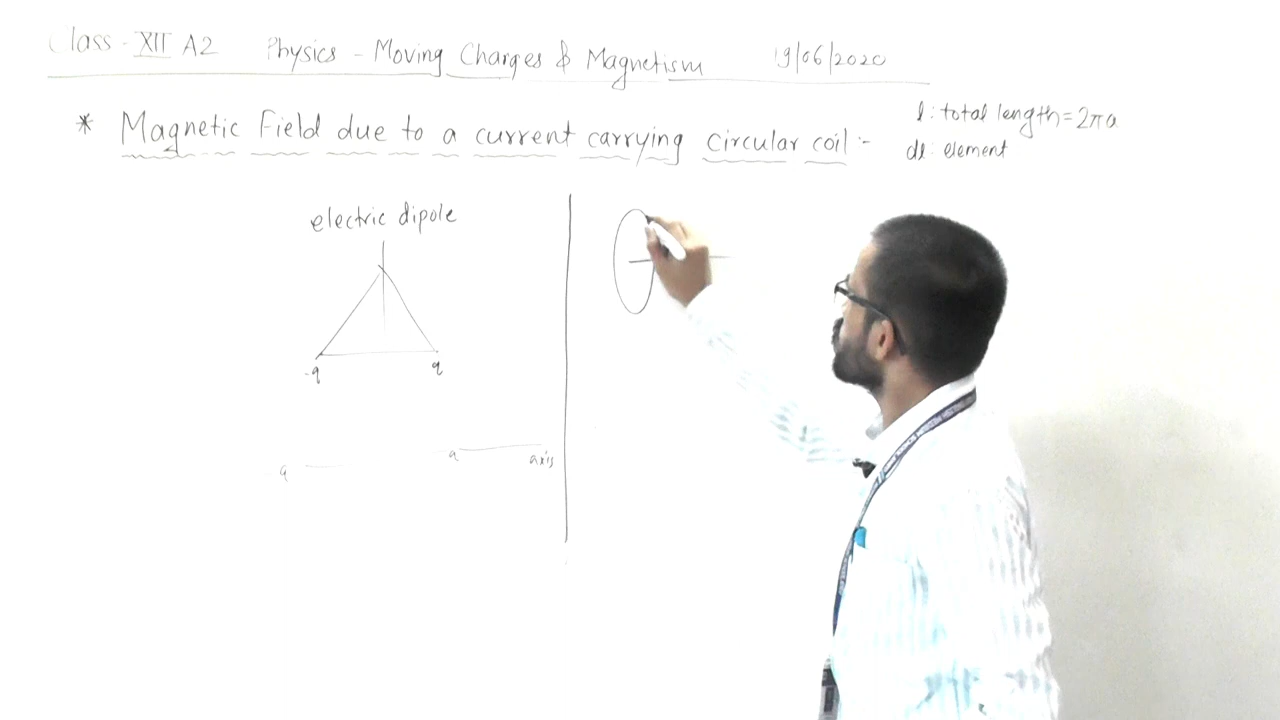 Class - XII A2 Physics - Moving Charges & Magnetism 19/06/2020
* Magnetic Field due to a current carrying circular coil :-
l : total length = 2πa
dl : element
electric dipole
-q q
q q axis